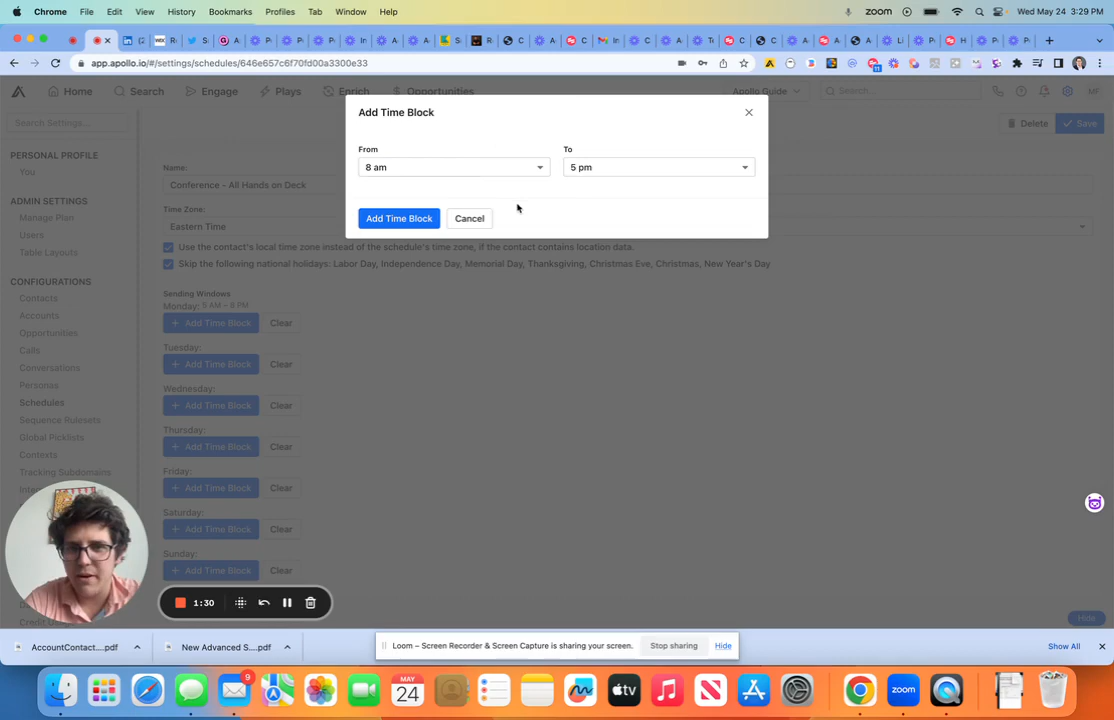 Chrome File Edit View History Bookmarks Profiles Tab Window Help
zoom Wed May 24 3:29 PM
app.apollo.io/#/settings/schedules/646e657c6f70fd00a3300e33
Home Search Engage Plays Enrich Opportunities Apollo Guide Search... MF
Search Settings...
Delete Save
PERSONAL PROFILE
You
ADMIN SETTINGS
Manage Plan
Users
Table Layouts
CONFIGURATIONS
Contacts
Accounts
Opportunities
Calls
Conversations
Personas
Schedules
Sequence Rulesets
Global Picklists
Contexts
Tracking Subdomains
Add Time Block
From To
8 am 5 pm
Add Time Block Cancel
Name:
Conference - All Hands on Deck
Time Zone:
Eastern Time
Use the contact's local time zone instead of the schedule's time zone, if the contact contains location data.
Skip the following national holidays: Labor Day, Independence Day, Memorial Day, Thanksgiving, Christmas Eve, Christmas, New Year's Day
Sending Windows
Monday:
+ Add Time Block Clear
Tuesday:
+ Add Time Block Clear
Wednesday:
+ Add Time Block Clear
Thursday:
+ Add Time Block Clear
Friday:
+ Add Time Block Clear
Saturday:
+ Add Time Block Clear
Sunday:
+ Add Time Block Clear
1:30
Hide
AccountContact....pdf New Advanced S....pdf
Loom – Screen Recorder & Screen Capture is sharing your screen. Stop sharing Hide
Show All
MAY
24
9
tv
zoom